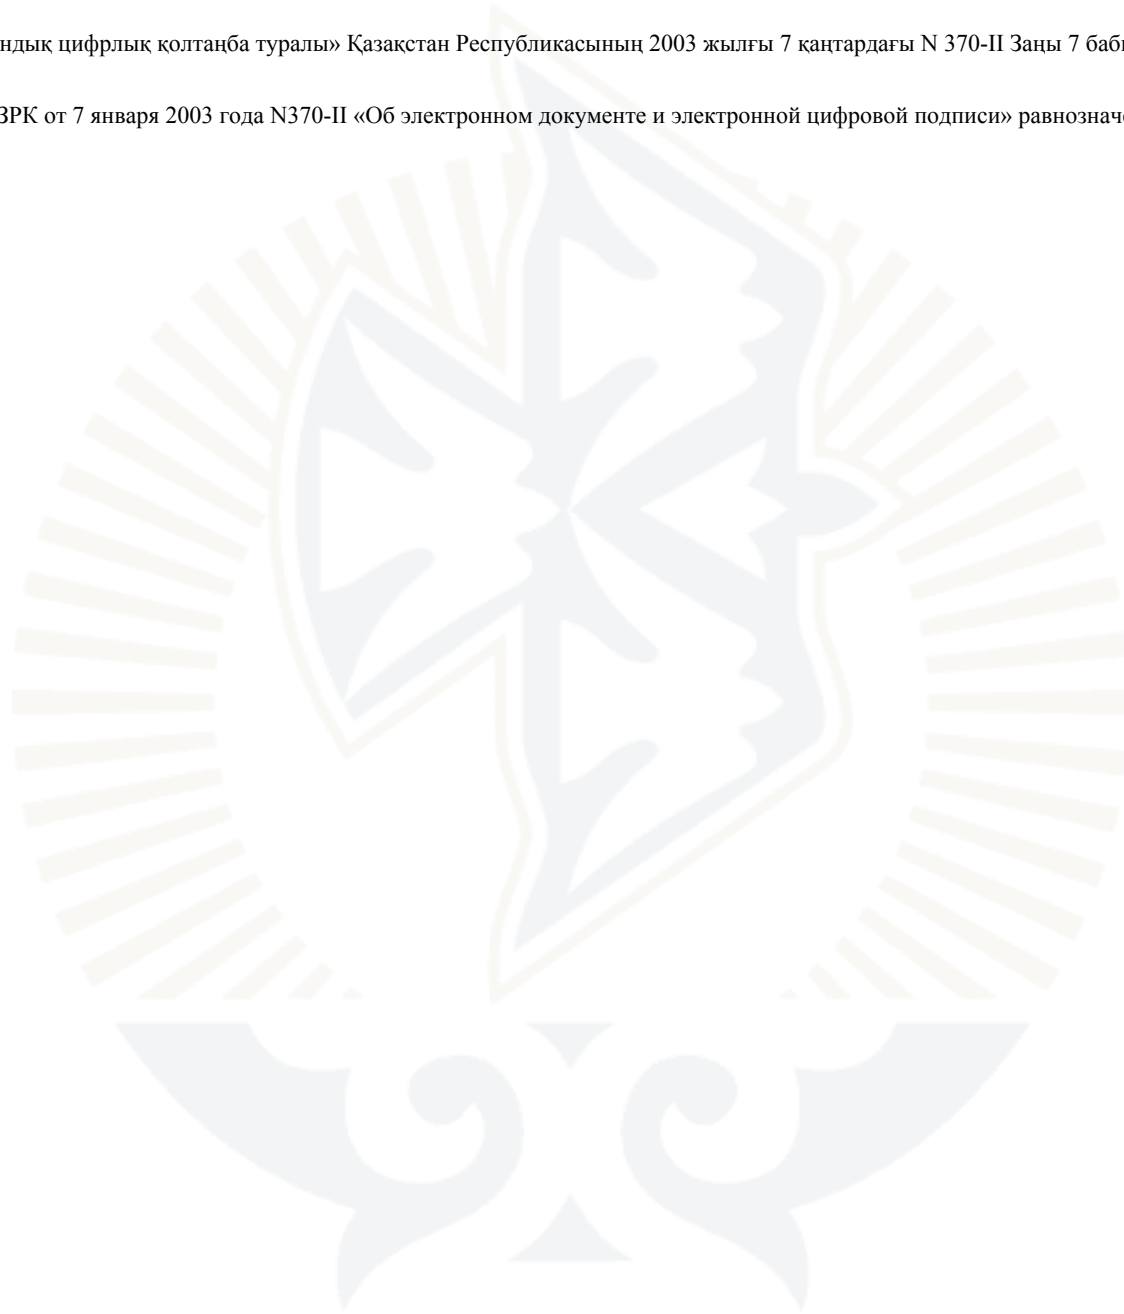 ндық цифрлық қолтаңба туралы» Қазақстан Республикасының 2003 жылғы 7 қаңтардағы N 370-II Заңы 7 баб
ЗРК от 7 января 2003 года N370-II «Об электронном документе и электронной цифровой подписи» равнозначе